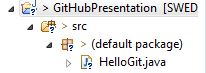 > GitHubPresentation [SWED
> src
> (default package)
> HelloGit.java